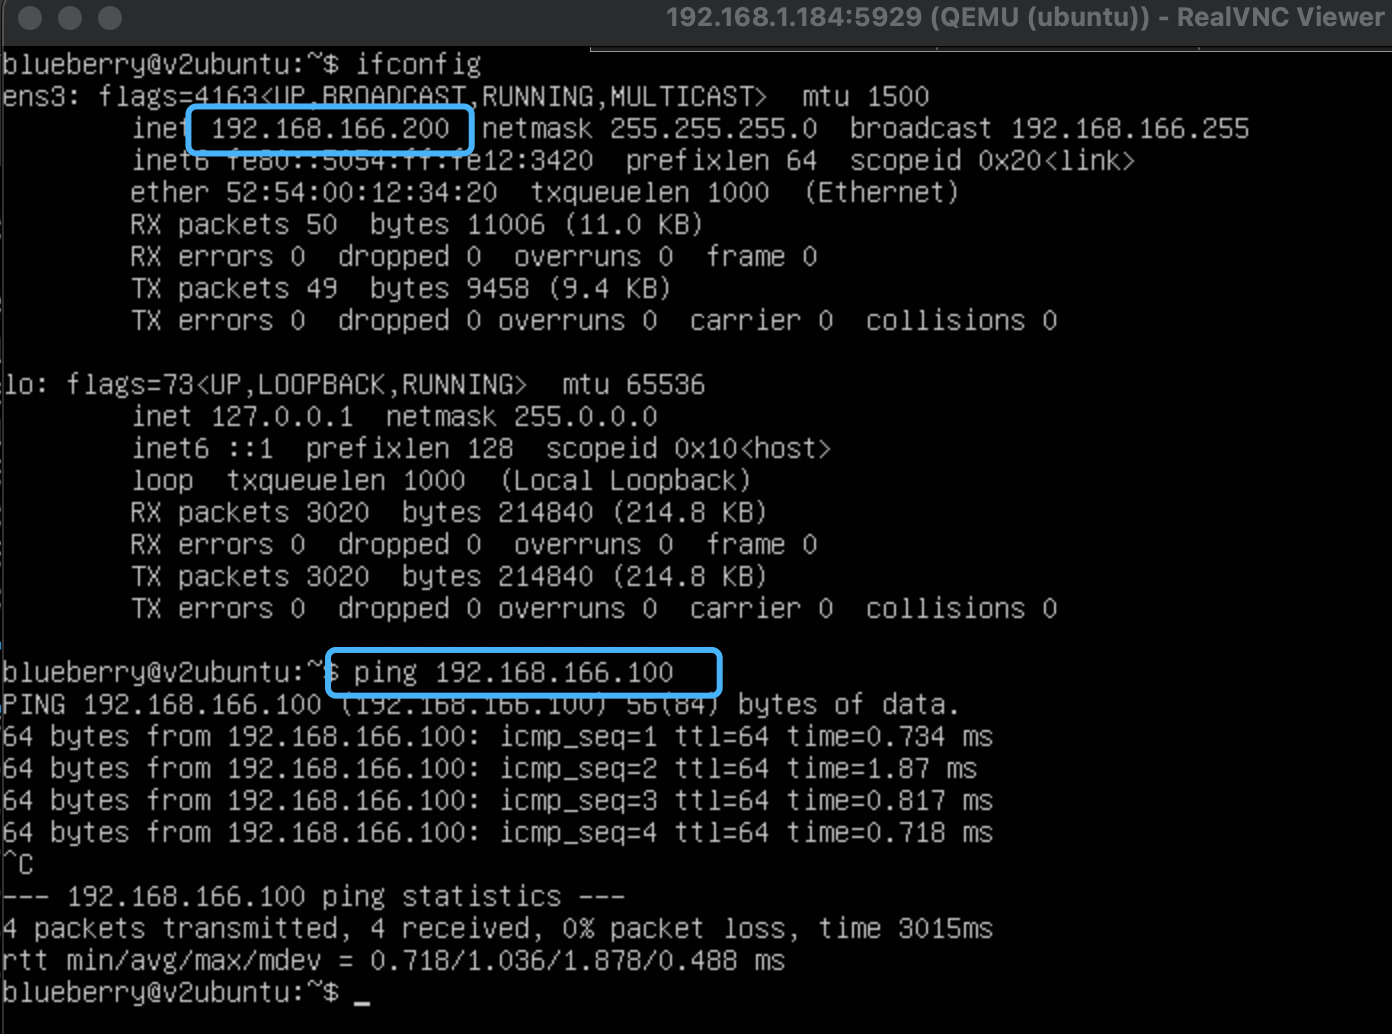 192.168.1.184:5929 (QEMU (ubuntu)) - RealVNC Viewer
blueberry@v2ubuntu:~$ ifconfig
ens3: flags=4163<UP,BROADCAST,RUNNING,MULTICAST>  mtu 1500
inet 192.168.166.200  netmask 255.255.255.0  broadcast 192.168.166.255
inet6 fe80::5054:ff:fe12:3420  prefixlen 64  scopeid 0x20<link>
ether 52:54:00:12:34:20  txqueuelen 1000  (Ethernet)
RX packets 50  bytes 11006 (11.0 KB)
RX errors 0  dropped 0  overruns 0  frame 0
TX packets 49  bytes 9458 (9.4 KB)
TX errors 0  dropped 0 overruns 0  carrier 0  collisions 0
lo: flags=73<UP,LOOPBACK,RUNNING>  mtu 65536
inet 127.0.0.1  netmask 255.0.0.0
inet6 ::1  prefixlen 128  scopeid 0x10<host>
loop  txqueuelen 1000  (Local Loopback)
RX packets 3020  bytes 214840 (214.8 KB)
RX errors 0  dropped 0  overruns 0  frame 0
TX packets 3020  bytes 214840 (214.8 KB)
TX errors 0  dropped 0 overruns 0  carrier 0  collisions 0
blueberry@v2ubuntu:~$ ping 192.168.166.100
PING 192.168.166.100 (192.168.166.100) 56(84) bytes of data.
64 bytes from 192.168.166.100: icmp_seq=1 ttl=64 time=0.734 ms
64 bytes from 192.168.166.100: icmp_seq=2 ttl=64 time=1.87 ms
64 bytes from 192.168.166.100: icmp_seq=3 ttl=64 time=0.817 ms
64 bytes from 192.168.166.100: icmp_seq=4 ttl=64 time=0.718 ms
^C
--- 192.168.166.100 ping statistics ---
4 packets transmitted, 4 received, 0% packet loss, time 3015ms
rtt min/avg/max/mdev = 0.718/1.036/1.878/0.488 ms
blueberry@v2ubuntu:~$ _